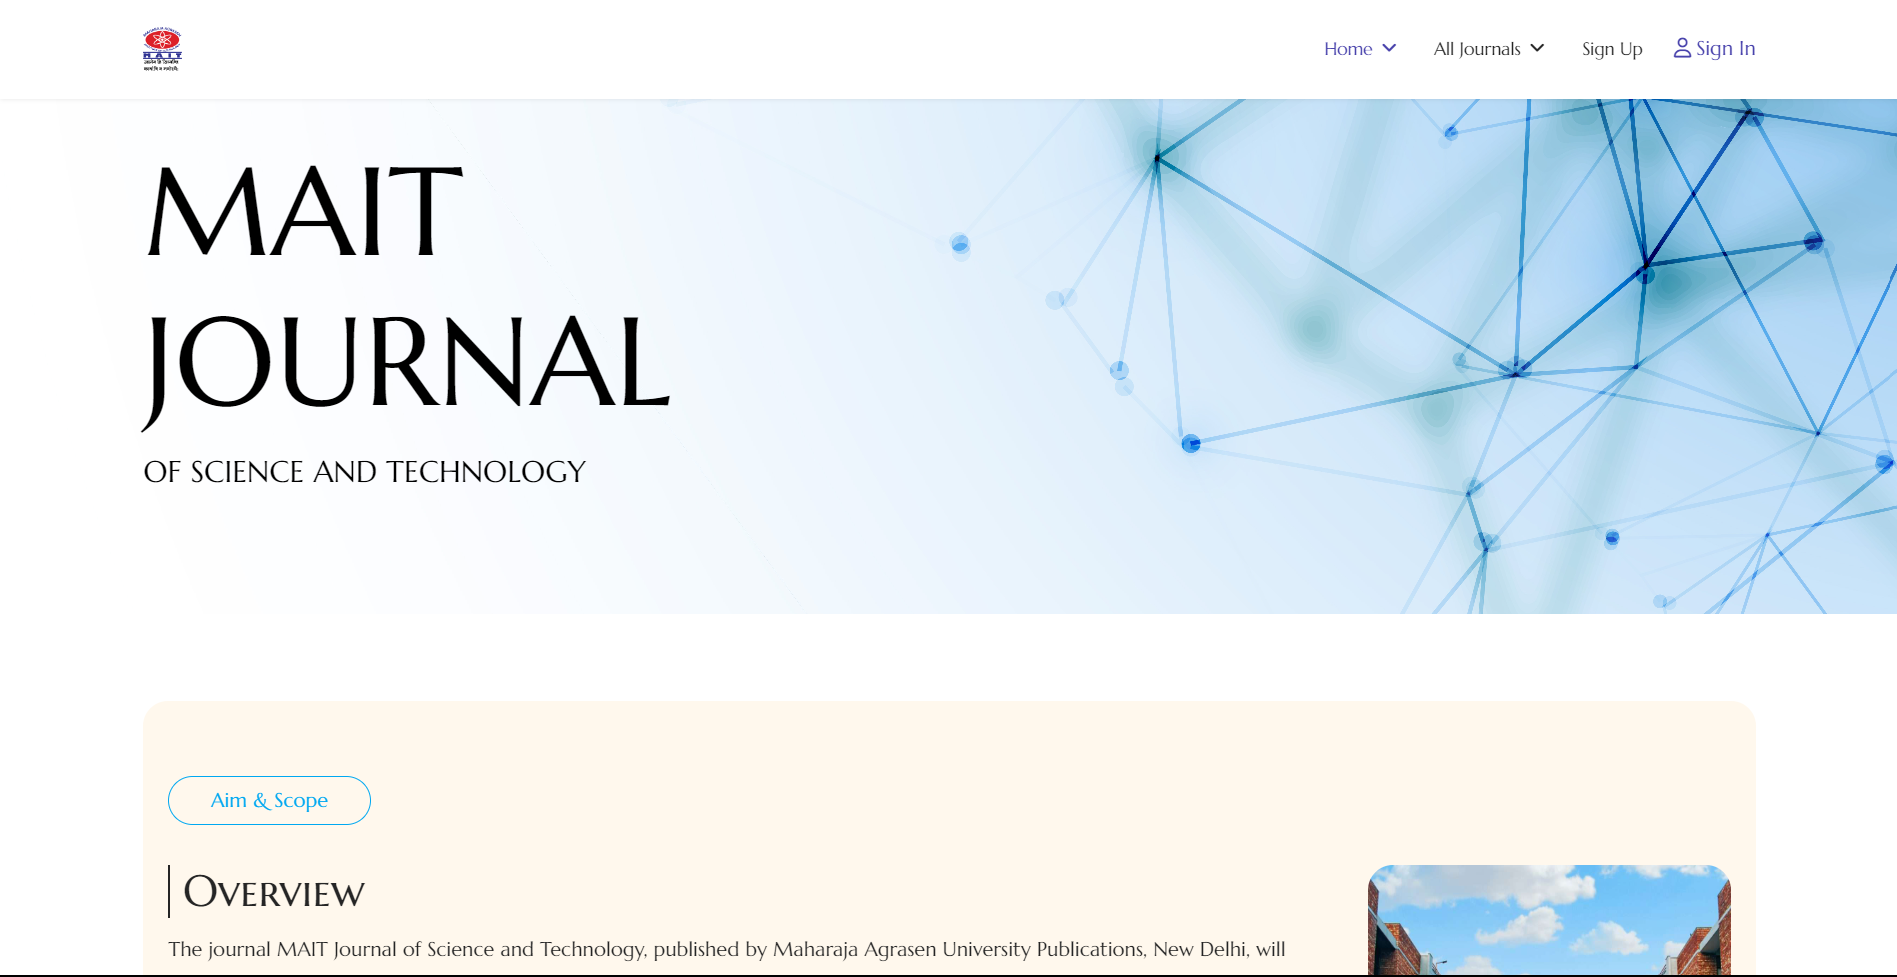 MAIT
Home
All Journals
Sign Up
Sign In
MAIT
JOURNAL
OF SCIENCE AND TECHNOLOGY
Aim & Scope
Overview
The journal MAIT Journal of Science and Technology, published by Maharaja Agrasen University Publications, New Delhi, will